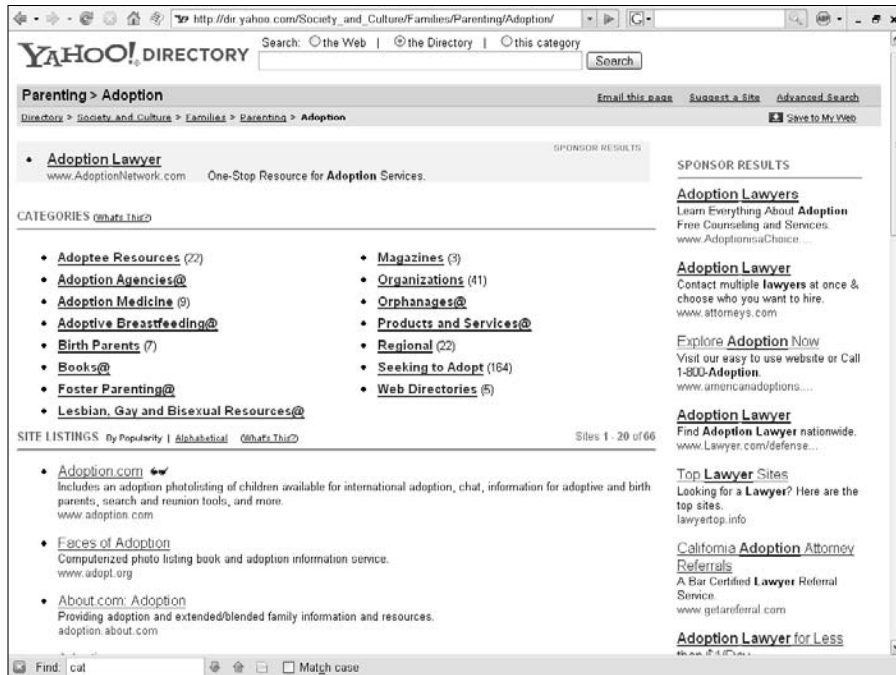 http://dir.yahoo.com/Society_and_Culture/Families/Parenting/Adoption/
G
ABP
YAHOO! DIRECTORY
Search: the Web | the Directory | this category
Search
Parenting > Adoption
Email this page Suggest a Site Advanced Search
Directory > Society and Culture > Families > Parenting > Adoption
Save to My Web
SPONSOR RESULTS
Adoption Lawyer
www.AdoptionNetwork.com One-Stop Resource for Adoption Services.
CATEGORIES (What's This?)
Adoptee Resources (22)
Adoption Agencies@
Adoption Medicine (9)
Adoptive Breastfeeding@
Birth Parents (7)
Books@
Foster Parenting@
Lesbian, Gay and Bisexual Resources@
Magazines (3)
Organizations (41)
Orphanages@
Products and Services@
Regional (22)
Seeking to Adopt (164)
Web Directories (5)
SITE LISTINGS By Popularity | Alphabetical (What's This?) Sites 1 - 20 of 66
Adoption.com
Includes an adoption photolisting of children available for international adoption, chat, information for adoptive and birth
parents, search and reunion tools, and more.
www.adoption.com
Faces of Adoption
Computerized photo listing book and adoption information service.
www.adopt.org
About.com: Adoption
Providing adoption and extended/blended family information and resources.
adoption.about.com
SPONSOR RESULTS
Adoption Lawyers
Learn Everything About Adoption
Free Counseling and Services.
www.AdoptionisaChoice....
Adoption Lawyer
Contact multiple lawyers at once &
choose who you want to hire.
www.attorneys.com
Explore Adoption Now
Visit our easy to use website or Call
1-800-Adoption.
www.americanadoptions....
Adoption Lawyer
Find Adoption Lawyer nationwide.
www.Lawyer.com/defense...
Top Lawyer Sites
Looking for a Lawyer? Here are the
top sites.
lawyertop.info
California Adoption Attorney
Referrals
A Bar Certified Lawyer Referral
Service.
www.getareferral.com
Adoption Lawyer for Less
than $1/Day
Find: cat
Match case